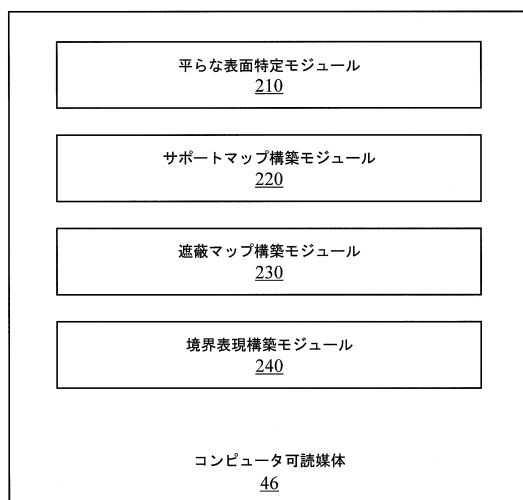 平らな表面特定モジュール
210
サポートマップ構築モジュール
220
遮蔽マップ構築モジュール
230
境界表現構築モジュール
240
コンピュータ可読媒体
46